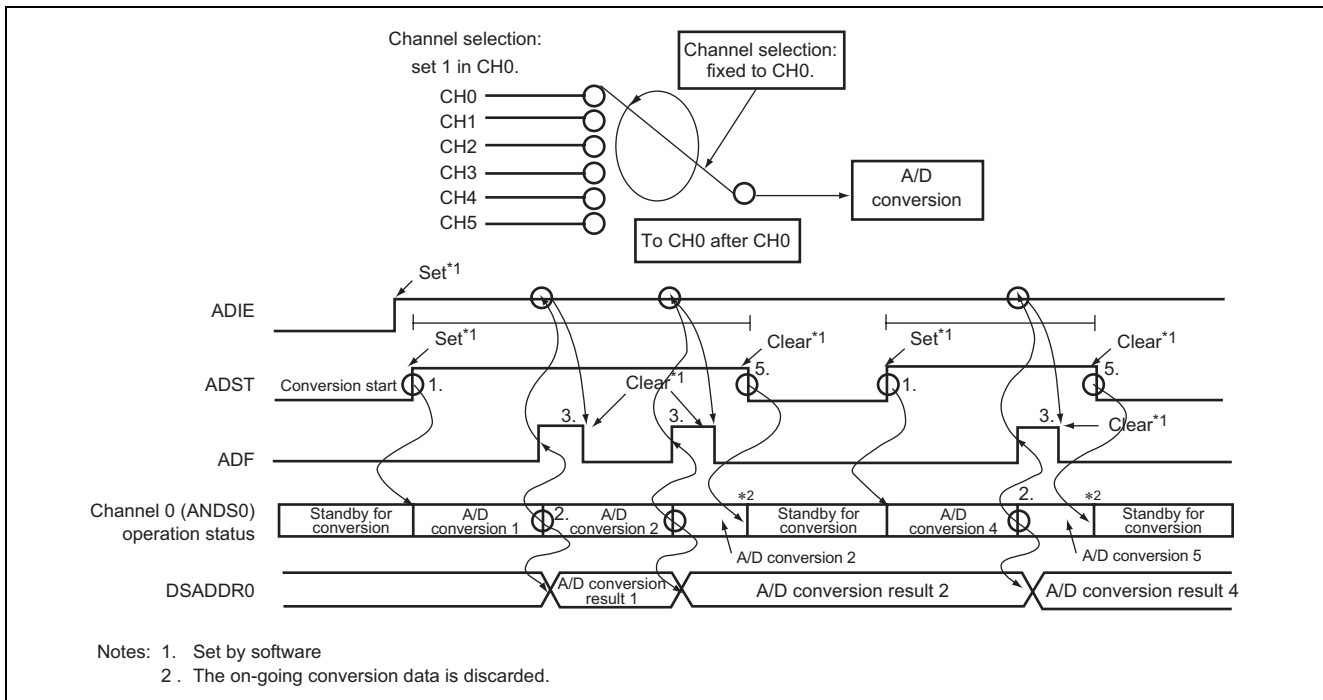 Channel selection:
set 1 in CH0.
Channel selection:
fixed to CH0.
CH0
CH1
CH2
CH3
CH4
CH5
A/D
conversion
To CH0 after CH0
Set*1
ADIE
Set*1
Clear*1
Set*1
Clear*1
ADST
Conversion start
1.
Clear*1
5.
1.
5.
3.
3.
3.
Clear*1
ADF
Channel 0 (ANDS0)
operation status
Standby for
conversion
A/D
conversion 1
2.
A/D
conversion 2
*2
Standby for
conversion
A/D
conversion 4
2.
*2
Standby for
conversion
A/D conversion 2
A/D conversion 5
DSADDR0
A/D conversion
result 1
A/D conversion result 2
A/D conversion result 4
Notes: 1. Set by software
2 . The on-going conversion data is discarded.